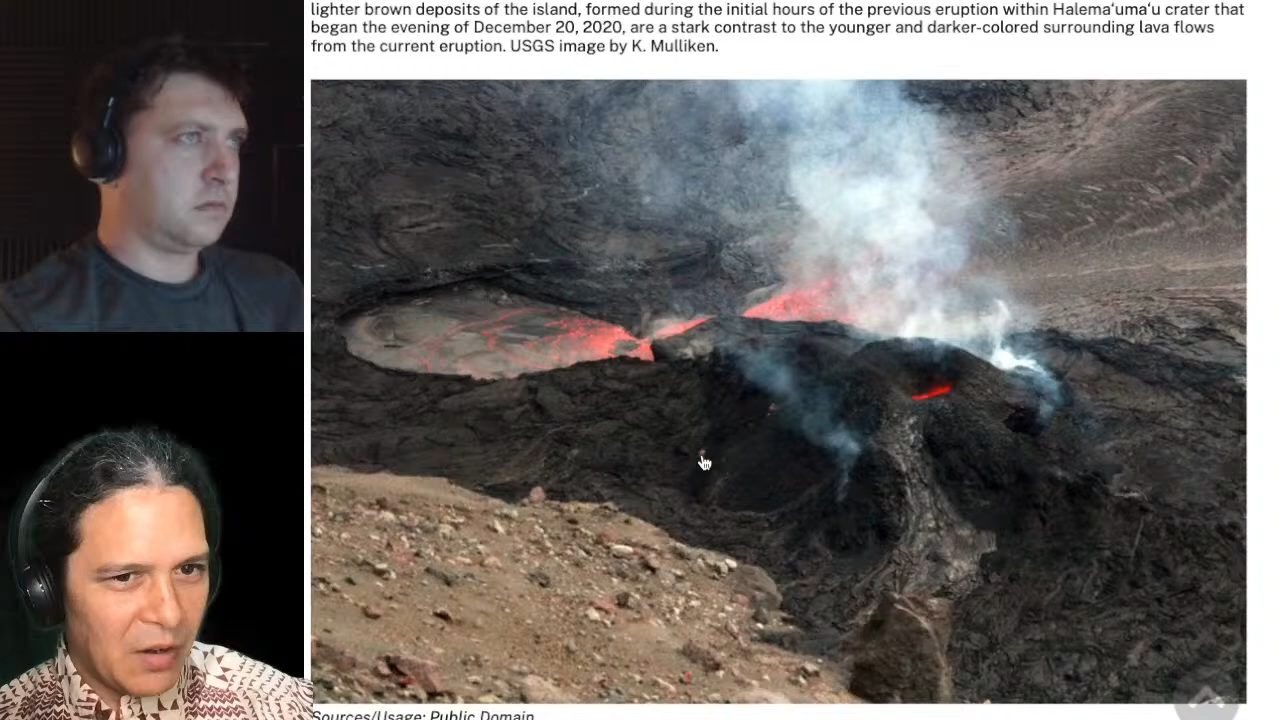 lighter brown deposits of the island, formed during the initial hours of the previous eruption within Halemaʻumaʻu crater that
began the evening of December 20, 2020, are a stark contrast to the younger and darker-colored surrounding lava flows
from the current eruption. USGS image by K. Mulliken.
Sources/Usage: Public Domain.